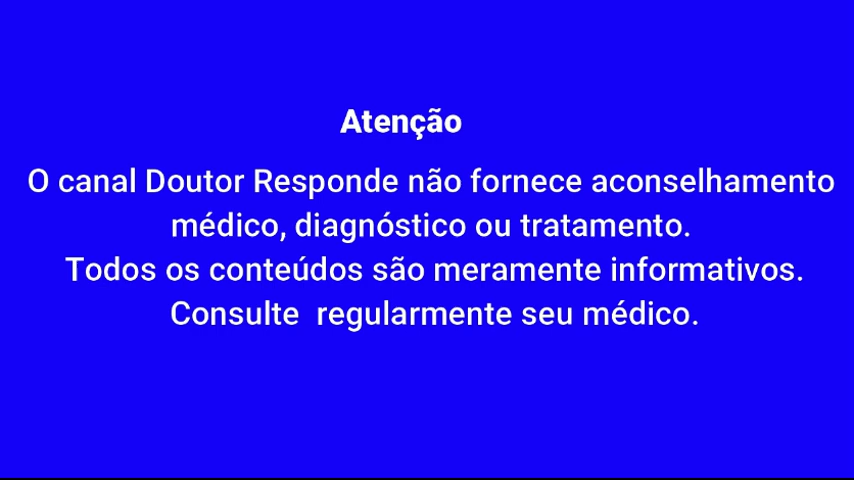 Atenção
O canal Doutor Responde não fornece aconselhamento
médico, diagnóstico ou tratamento.
Todos os conteúdos são meramente informativos.
Consulte  regularmente seu médico.